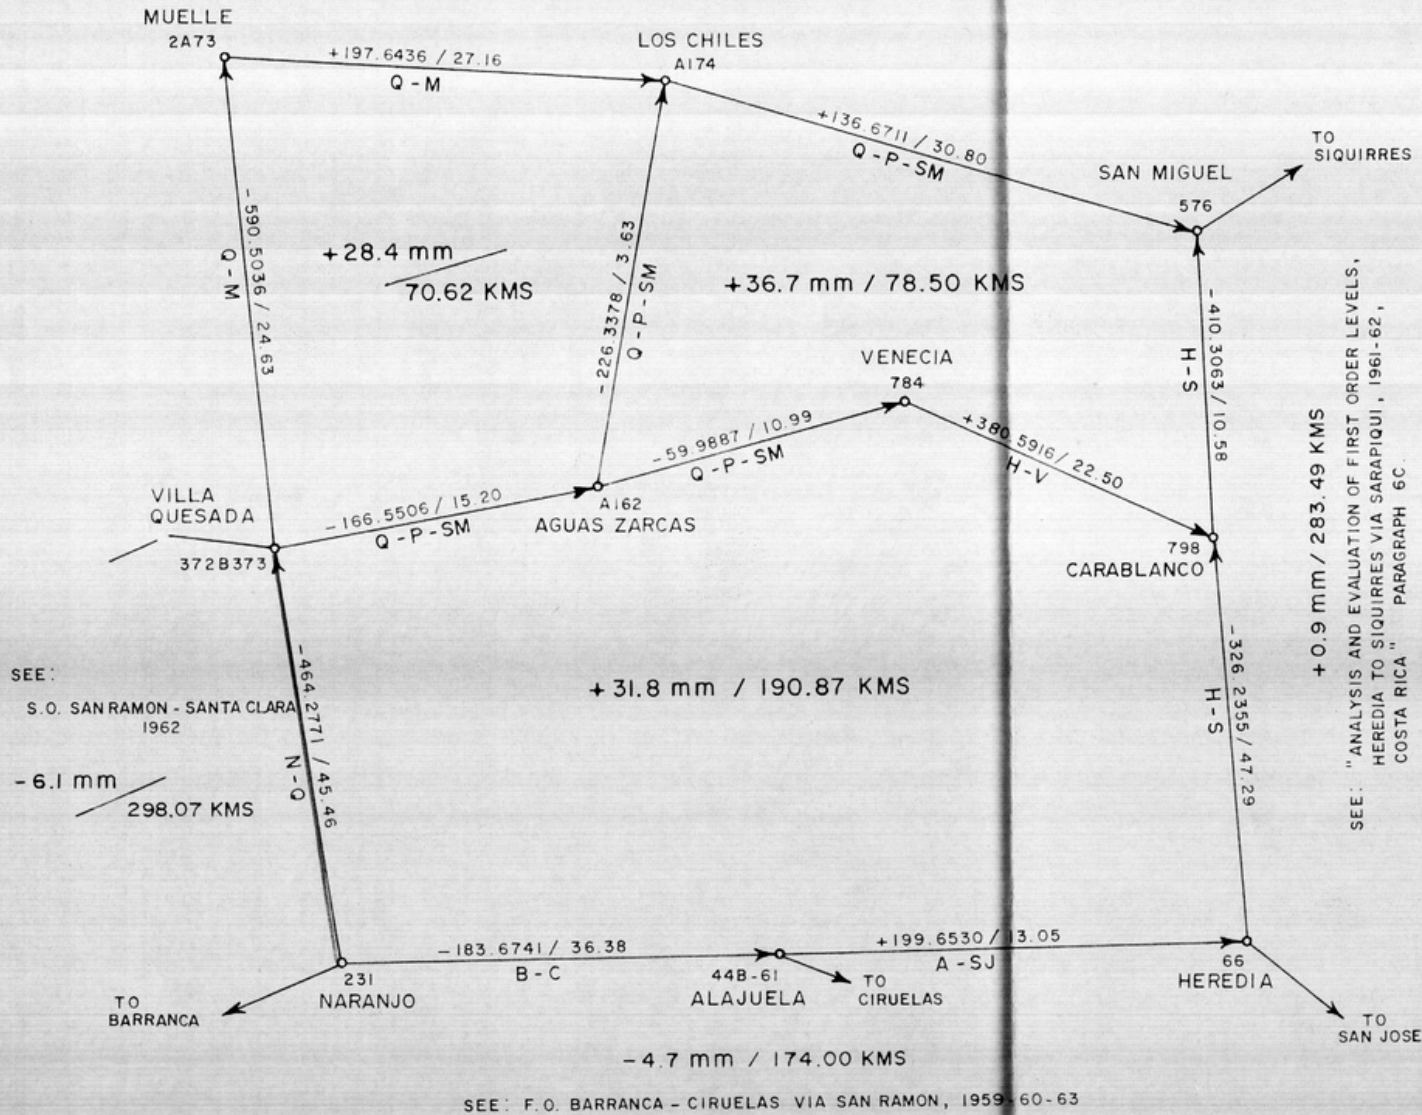 MUELLE
2A73
+197.6436 / 27.16
Q-M
LOS CHILES
A174
+136.6711 / 30.80
Q-P-SM
TO
SIQUIRRES
SAN MIGUEL
576
-590.5036 / 24.63
Q-M
+28.4 mm
70.62 KMS
-226.3378 / 3.63
Q-P-SM
+36.7 mm / 78.50 KMS
-410.3063 / 10.58
H-S
VENECIA
784
-59.9887 / 10.99
Q-P-SM
+380.5916 / 22.50
H-V
VILLA
QUESADA
372B373
-166.5506 / 15.20
Q-P-SM
A162
AGUAS ZARCAS
798
CARABLANCO
+0.9 mm / 283.49 KMS
SEE: "ANALYSIS AND EVALUATION OF FIRST ORDER LEVELS,
HEREDIA TO SIQUIRRES VIA SARAPIQUI, 1961-62,
COSTA RICA" PARAGRAPH 6C.
SEE:
S.O. SAN RAMON - SANTA CLARA
1962
-6.1 mm
298.07 KMS
-464.2771 / 45.46
N-Q
+31.8 mm / 190.87 KMS
-326.2355 / 47.29
H-S
-183.6741 / 36.38
B-C
+199.6530 / 13.05
A-SJ
231
NARANJO
TO
BARRANCA
44B-61
ALAJUELA
TO
CIRUELAS
66
HEREDIA
TO
SAN JOSE
-4.7 mm / 174.00 KMS
SEE: F.O. BARRANCA - CIRUELAS VIA SAN RAMON, 1959-60-63